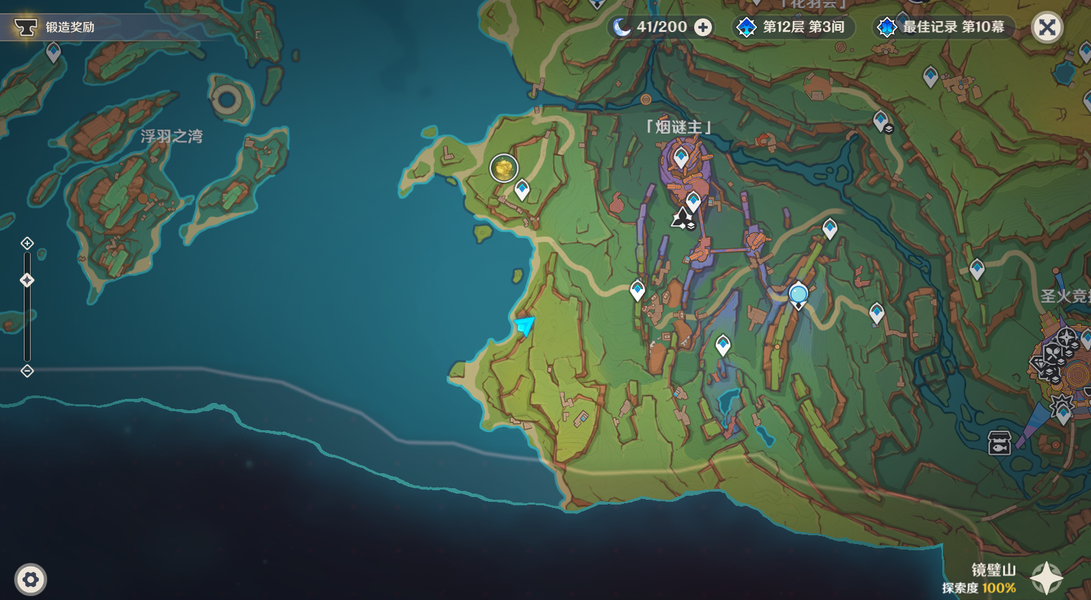 锻造奖励
「花羽会」
41/200
第12层 第3间
最佳记录 第10幕
「烟谜主」
浮羽之湾
圣火竞
镜璧山
探索度 100%